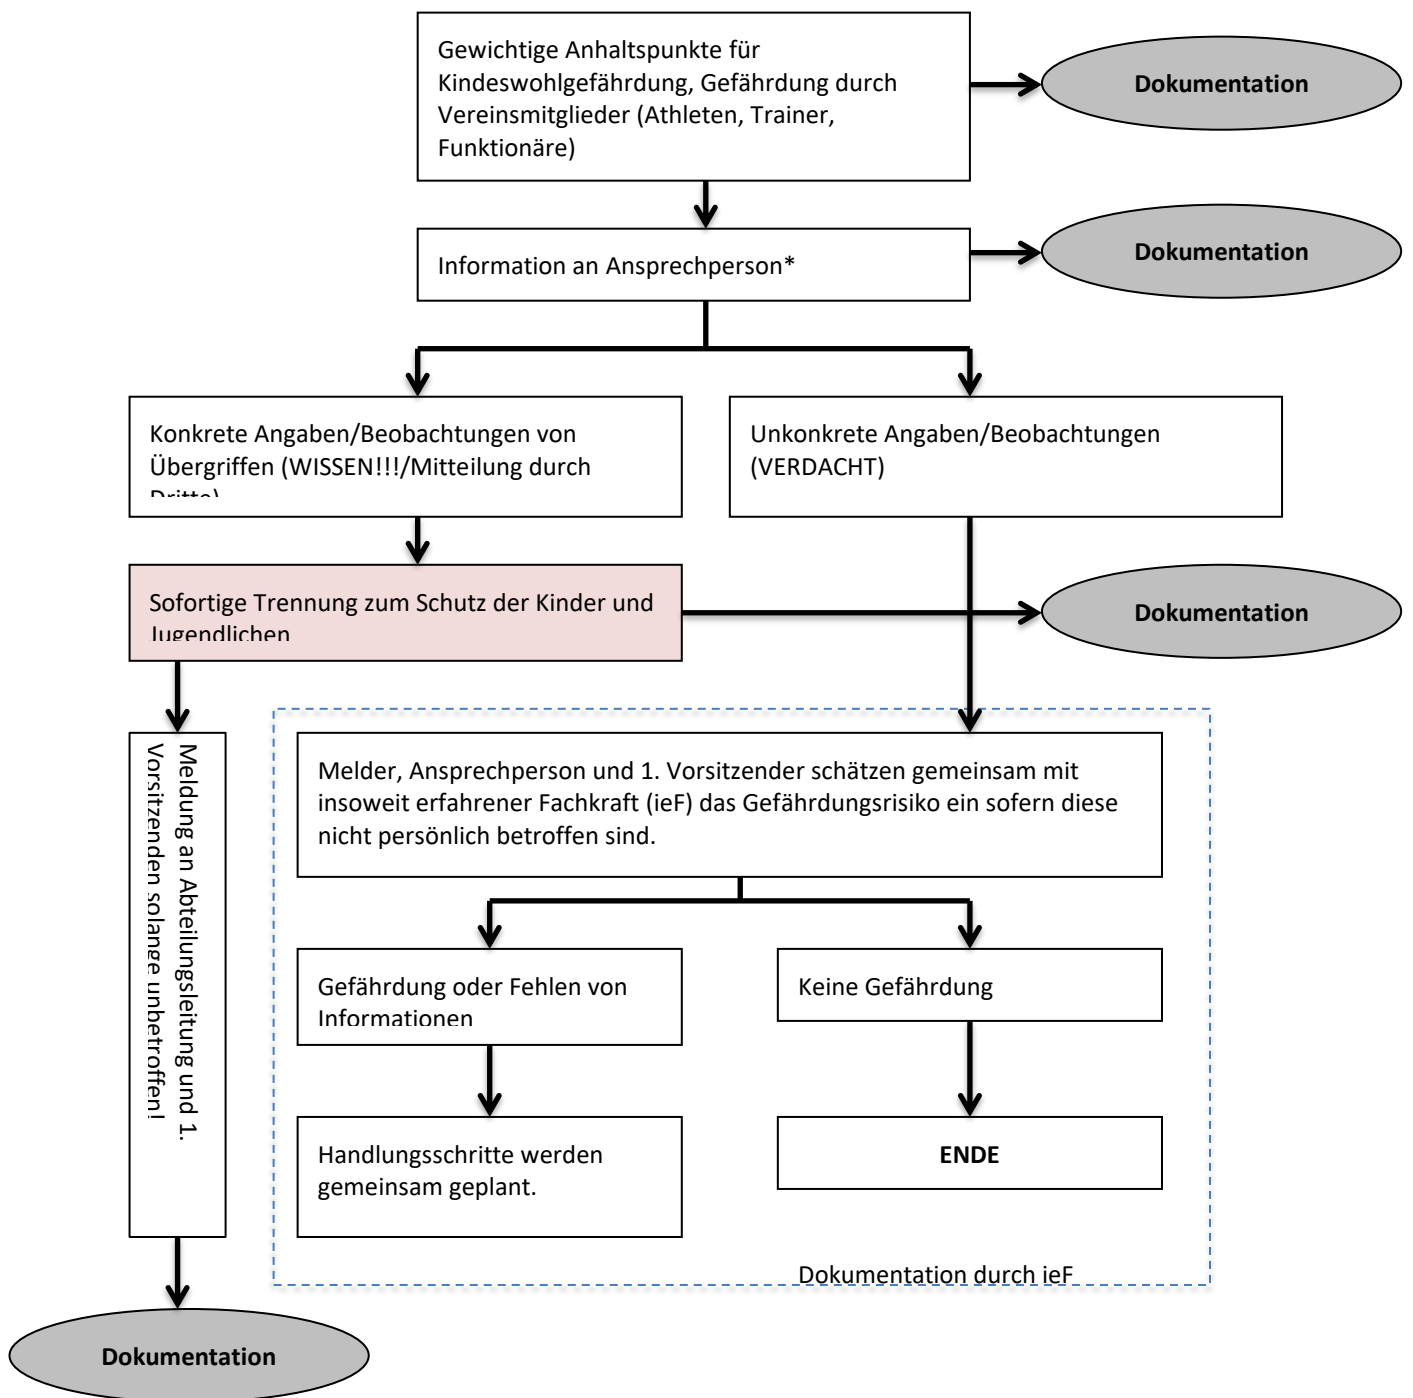 Gewichtige Anhaltspunkte für
Kindeswohlgefährdung, Gefährdung durch
Vereinsmitglieder (Athleten, Trainer,
Funktionäre)
Dokumentation
Information an Ansprechperson*
Dokumentation
Konkrete Angaben/Beobachtungen von
Übergriffen (WISSEN!!!/Mitteilung durch
Dritte)
Unkonkrete Angaben/Beobachtungen
(VERDACHT)
Sofortige Trennung zum Schutz der Kinder und
Jugendlichen
Dokumentation
Meldung an Abteilungsleitung und 1.
Vorsitzenden solange unbetroffen!
Melder, Ansprechperson und 1. Vorsitzender schätzen gemeinsam mit
insoweit erfahrener Fachkraft (ieF) das Gefährdungsrisiko ein sofern diese
nicht persönlich betroffen sind.
Gefährdung oder Fehlen von
Informationen
Keine Gefährdung
Handlungsschritte werden
gemeinsam geplant.
ENDE
Dokumentation durch ieF
Dokumentation